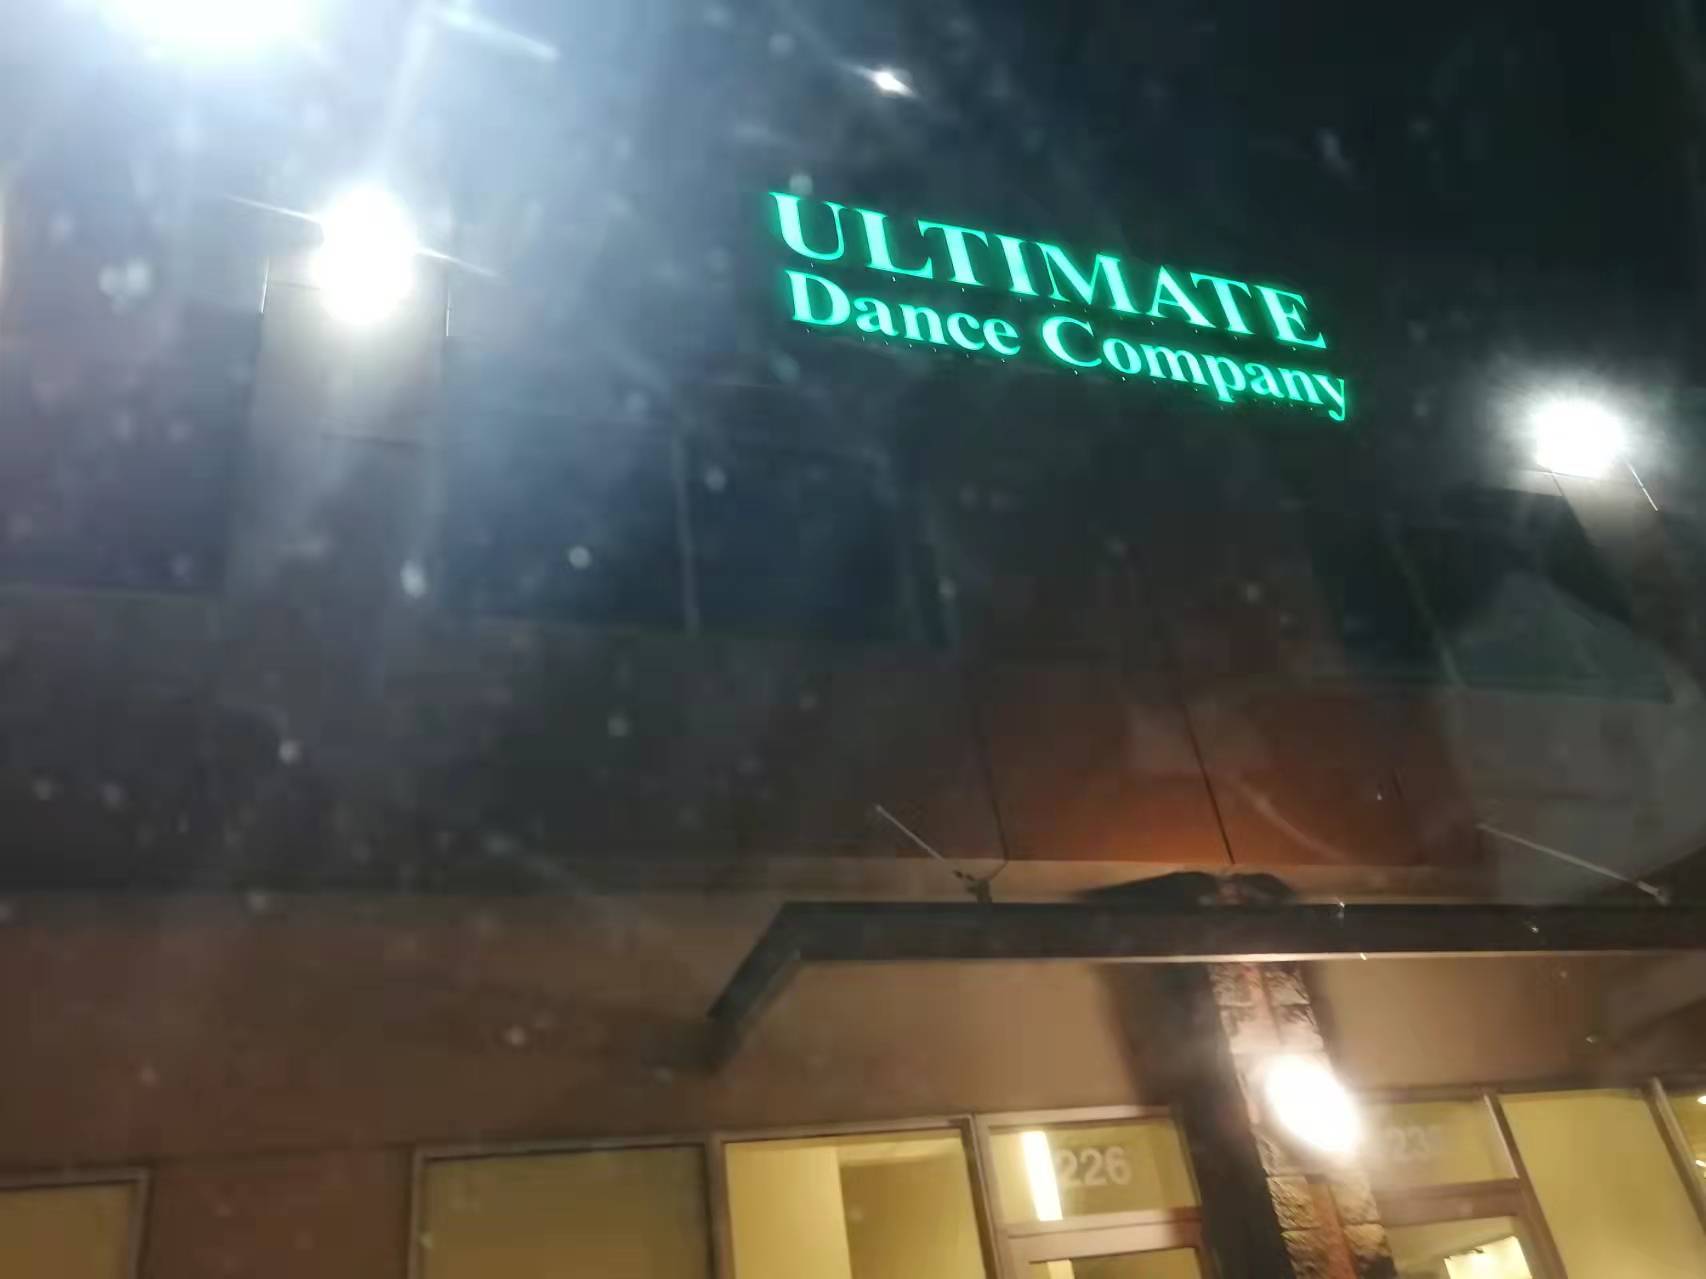 ULTIMATE
Dance Company
226